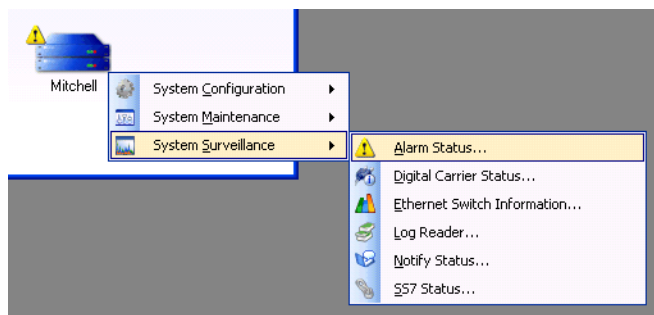 Mitchell
System Configuration
System Maintenance
System Surveillance
Alarm Status...
Digital Carrier Status...
Ethernet Switch Information...
Log Reader...
Notify Status...
SS7 Status...